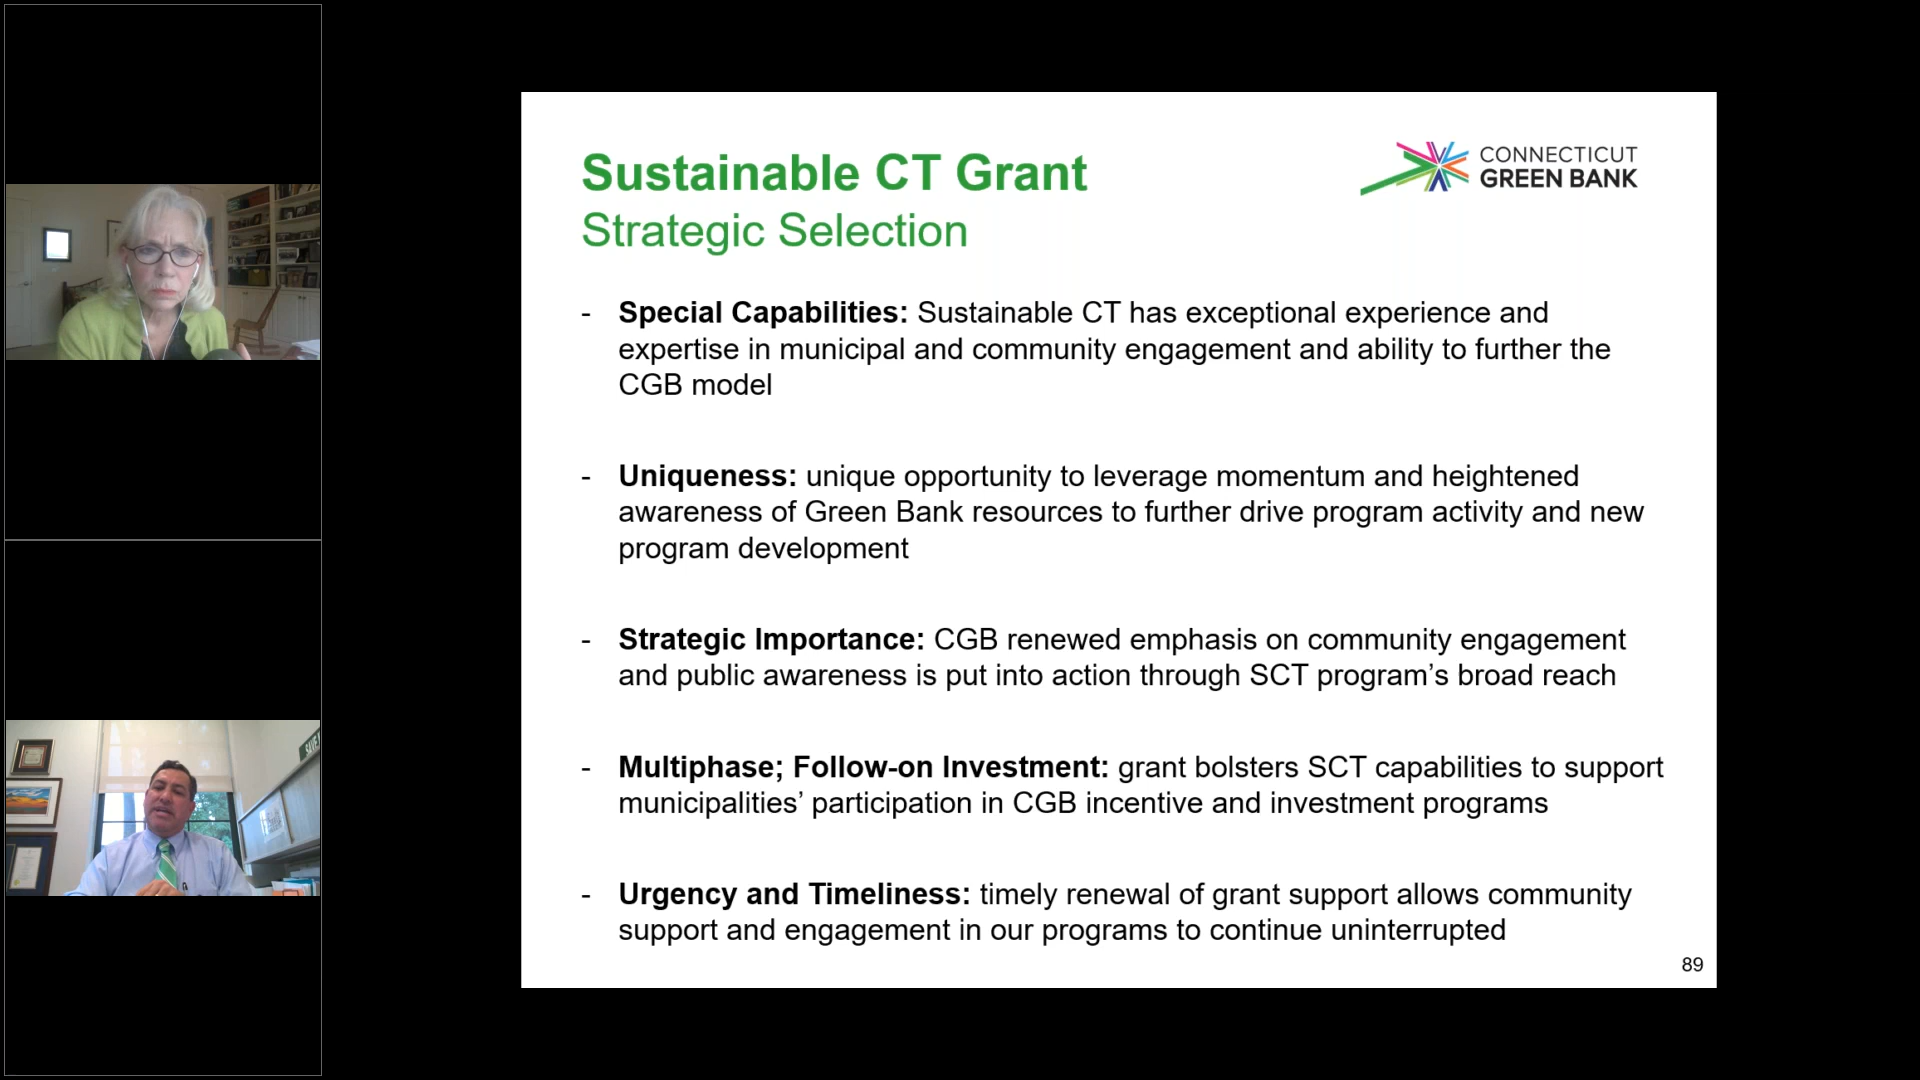 Sustainable CT Grant
Strategic Selection
CONNECTICUT
GREEN BANK
- Special Capabilities: Sustainable CT has exceptional experience and
expertise in municipal and community engagement and ability to further the
CGB model
- Uniqueness: unique opportunity to leverage momentum and heightened
awareness of Green Bank resources to further drive program activity and new
program development
- Strategic Importance: CGB renewed emphasis on community engagement
and public awareness is put into action through SCT program’s broad reach
- Multiphase; Follow-on Investment: grant bolsters SCT capabilities to support
municipalities’ participation in CGB incentive and investment programs
- Urgency and Timeliness: timely renewal of grant support allows community
support and engagement in our programs to continue uninterrupted
89